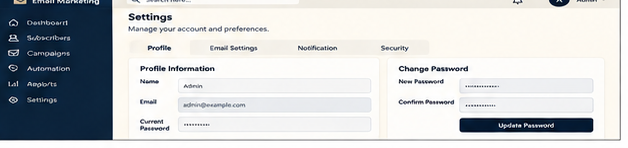 Email Marketing
Search here...
Admin
Dashboard
Subscribers
Campaigns
Automation
Reports
Settings
Settings
Manage your account and preferences.
Profile
Email Settings
Notification
Security
Profile Information
Name
Admin
Email
admin@example.com
Current
Password
Change Password
New Password
Confirm Password
Update Password